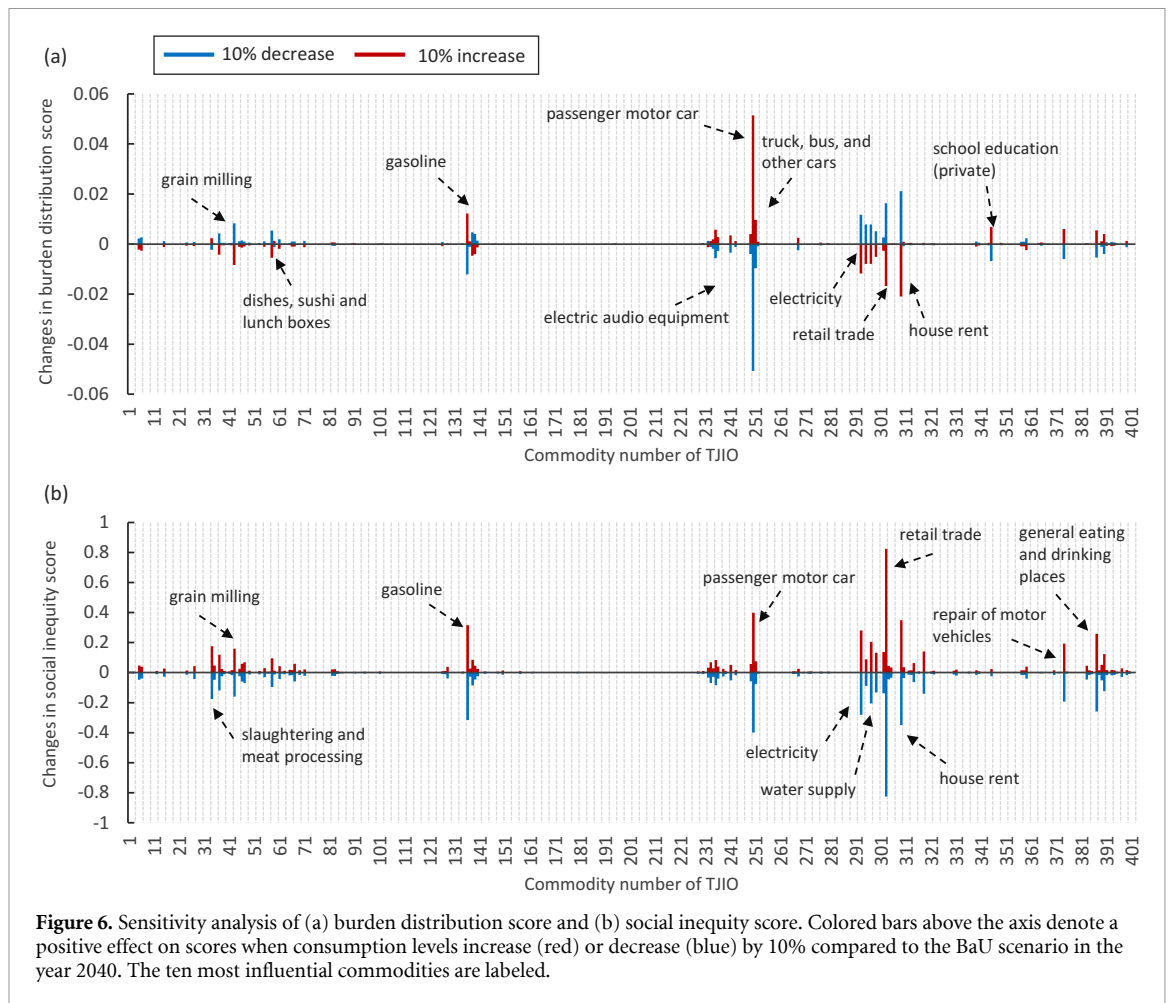 (a)
10% decrease 10% increase
Changes in burden distribution score
0.06
0.04
0.02
0
-0.02
-0.04
-0.06
passenger motor car
truck, bus, and
other cars
school education
(private)
gasoline
grain milling
dishes, sushi and
lunch boxes
electric audio equipment
electricity
retail trade
house rent
1 11 21 31 41 51 61 71 81 91 101 111 121 131 141 151 161 171 181 191 201 211 221 231 241 251 261 271 281 291 301 311 321 331 341 351 361 371 381 391 401
Commodity number of TJIO
(b)
Changes in social inequity score
1
0.8
0.6
0.4
0.2
0
-0.2
-0.4
-0.6
-0.8
-1
retail trade
general eating
and drinking
places
passenger motor car
gasoline
grain milling
repair of motor
vehicles
slaughtering and
meat processing
electricity
water supply
house rent
1 11 21 31 41 51 61 71 81 91 101 111 121 131 141 151 161 171 181 191 201 211 221 231 241 251 261 271 281 291 301 311 321 331 341 351 361 371 381 391 401
Commodity number of TJIO
Figure 6. Sensitivity analysis of (a) burden distribution score and (b) social inequity score. Colored bars above the axis denote a
positive effect on scores when consumption levels increase (red) or decrease (blue) by 10% compared to the BaU scenario in the
year 2040. The ten most influential commodities are labeled.